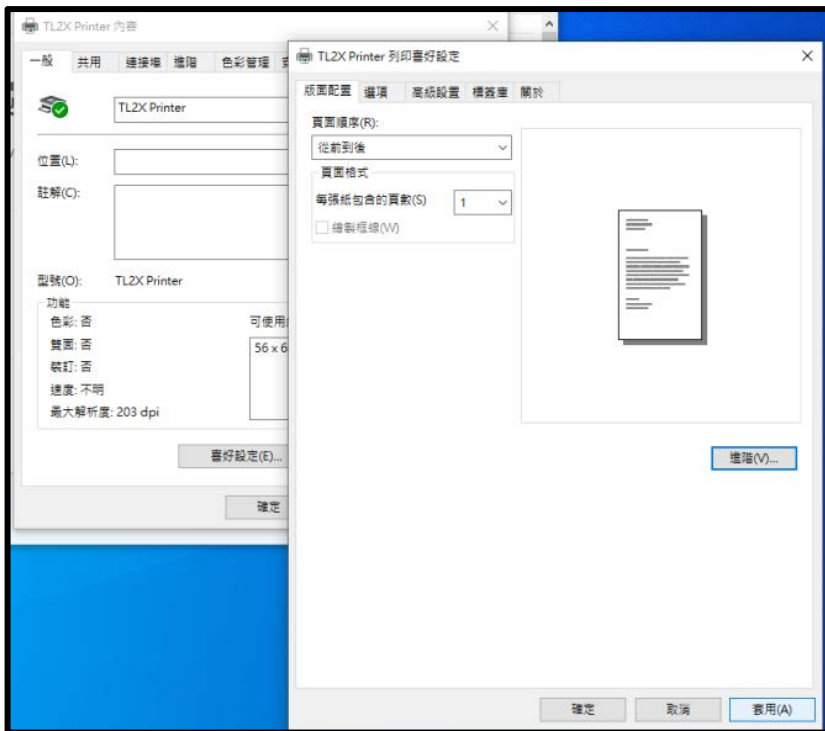 TL2X Printer 內容
一般 共用 連接埠 進階 色彩管理
TL2X Printer
位置(L):
註解(C):
型號(O): TL2X Printer
功能
色彩: 否
雙面: 否
裝訂: 否
速度: 不明
最大解析度: 203 dpi
可使用
56 x 6
喜好設定(E)...
確定
TL2X Printer 列印喜好設定
版面配置 選項 高級設置 標簽庫 關於
頁面順序(R):
從前到後
頁面格式
每張紙包含的頁數(S) 1
繪製框線(W)
進階(V)...
確定 取消 套用(A)